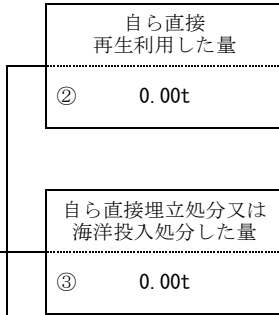 自ら直接
再生利用した量
② 0.00t
自ら直接埋立処分又は
海洋投入処分した量
③ 0.00t